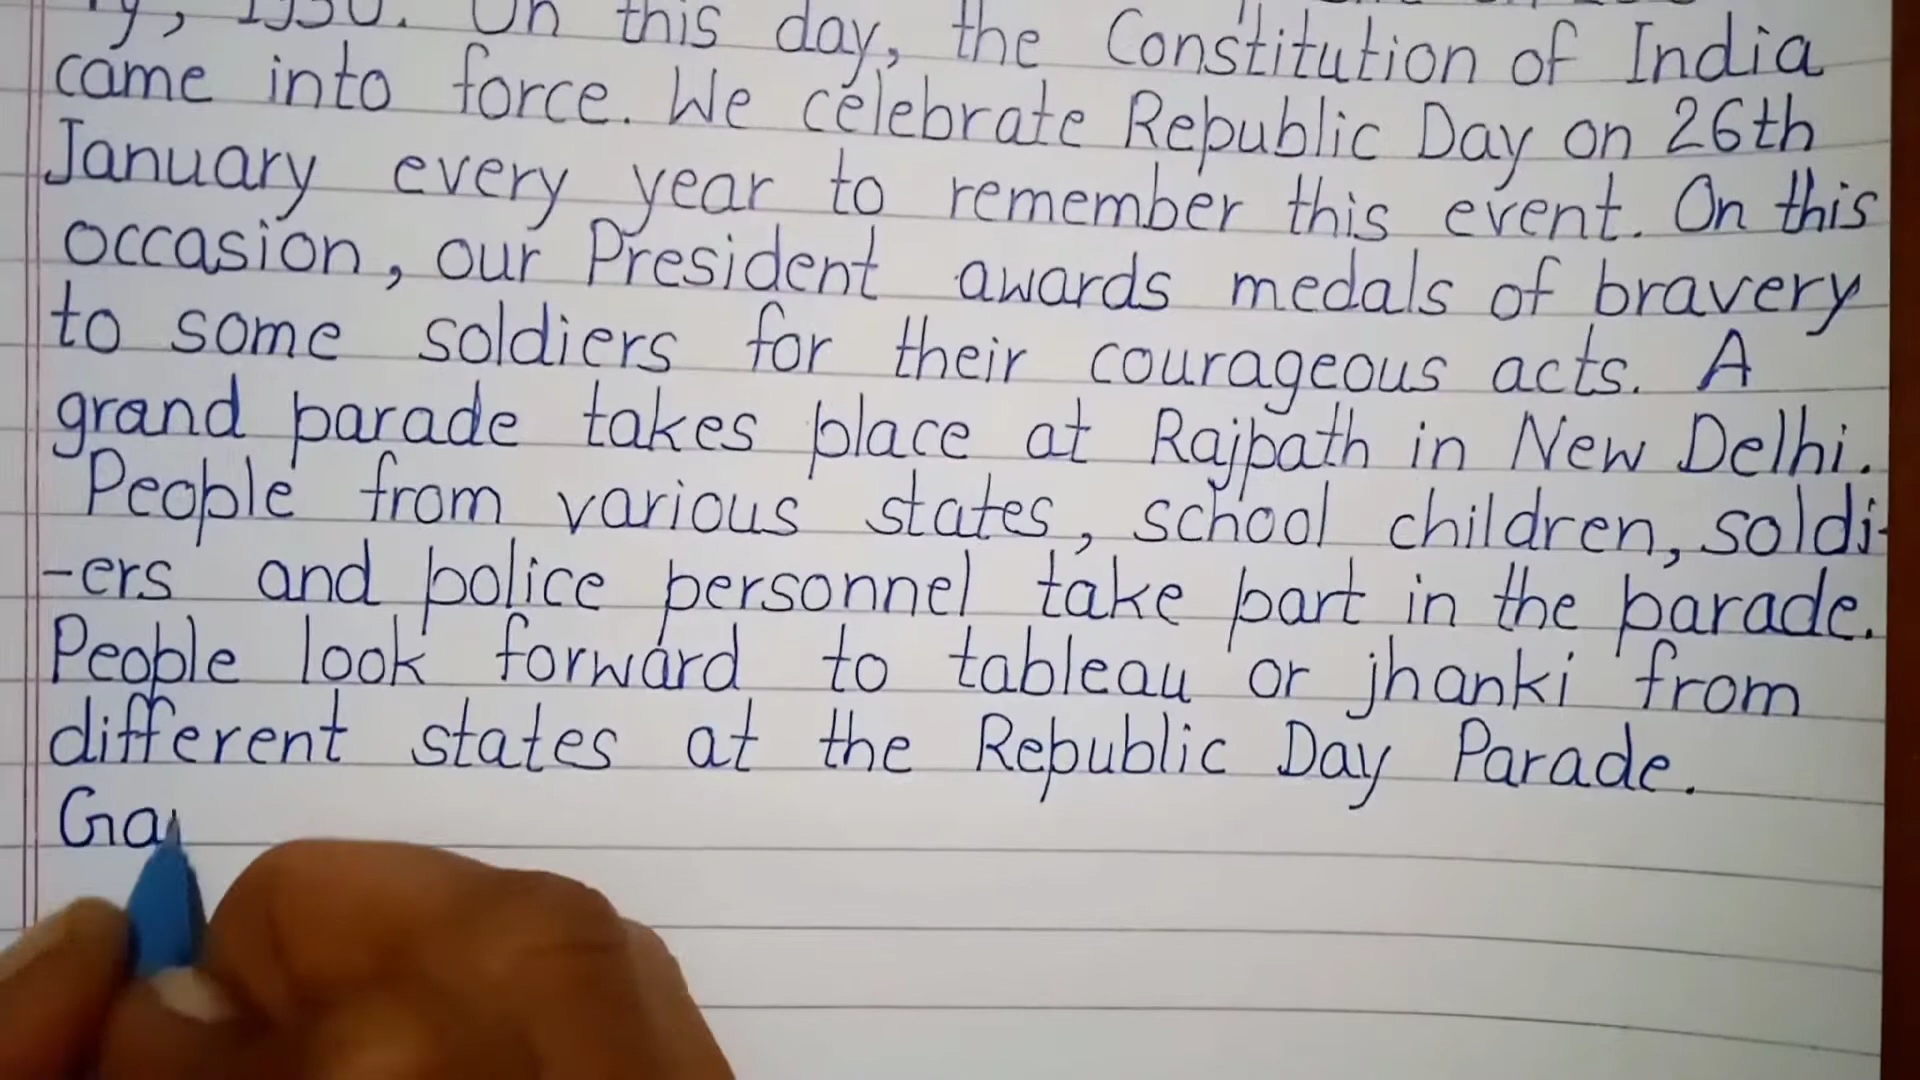 1950. On this day, the Constitution of India
came into force. We celebrate Republic Day on 26th
January every year to remember this event. On this
occasion, our President awards medals of bravery
to some soldiers for their courageous acts. A
grand parade takes place at Rajpath in New Delhi.
People from various states, school children, soldi-
-ers and police personnel take part in the parade.
People look forward to tableau or jhanki from
different states at the Republic Day Parade.
Ga